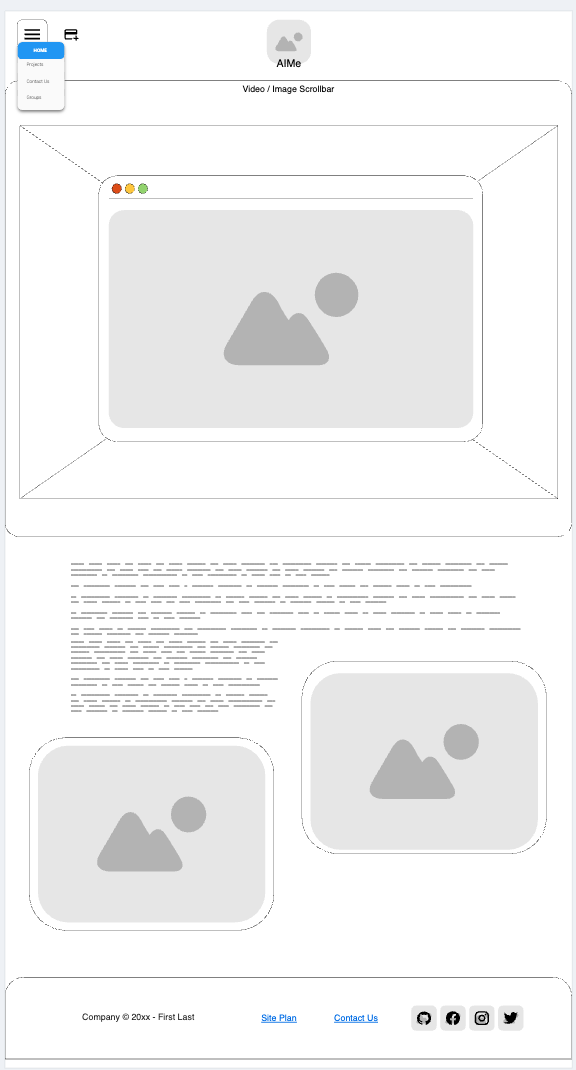 AIMe
HOME
Projects
Contact Us
Groups
Video / Image Scrollbar
Company © 20xx - First Last
Site Plan
Contact Us